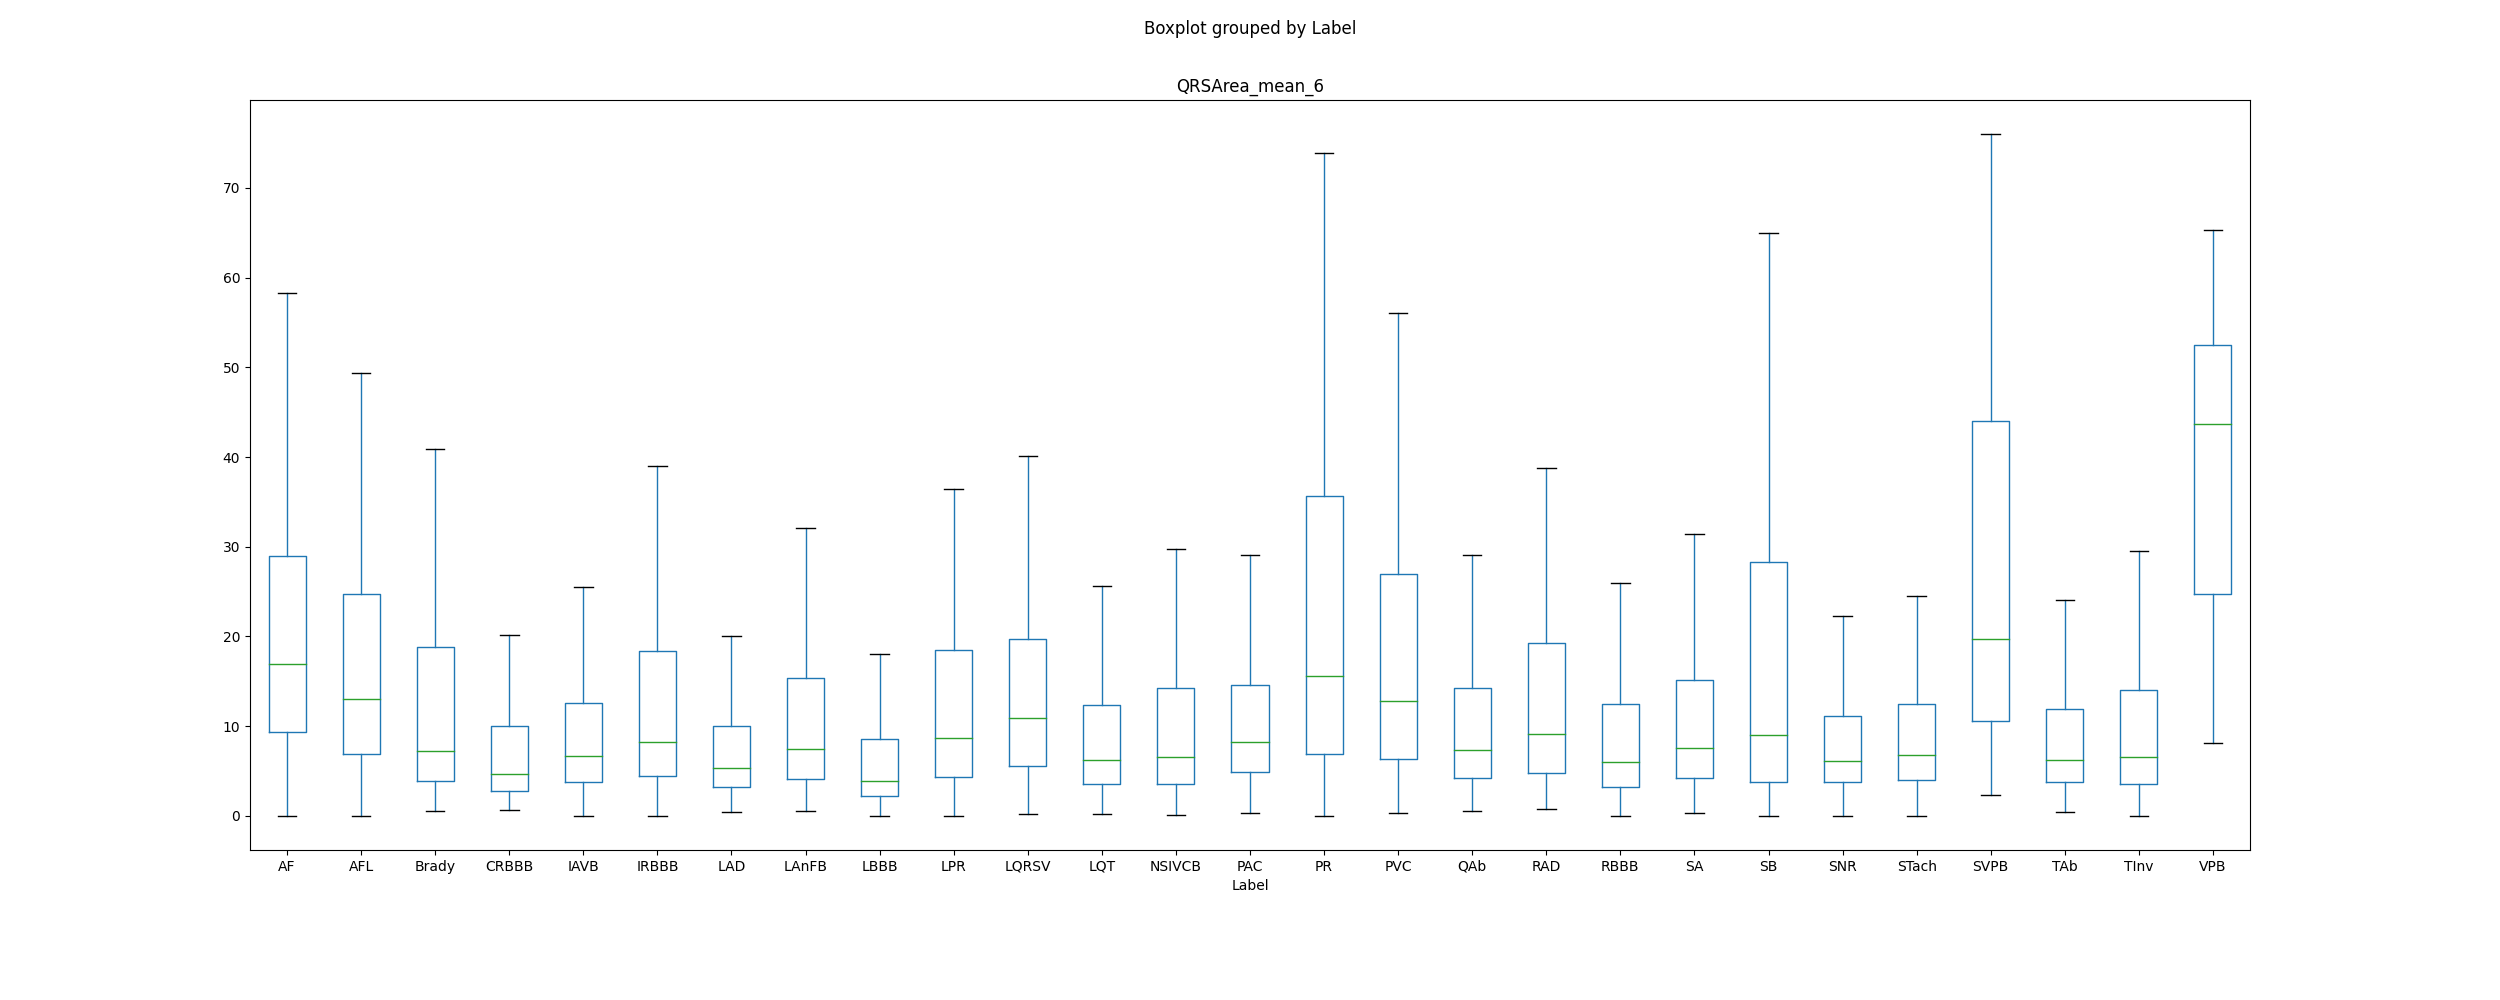 Boxplot grouped by Label
QRSArea_mean_6
70
60
50
40
30
20
10
0
AF AFL Brady CRBBB IAVB IRBBB LAD LAnFB LBBB LPR LQRSV LQT NSIVCB PAC PR PVC QAb RAD RBBB SA SB SNR STach SVPB TAb TInv VPB
Label